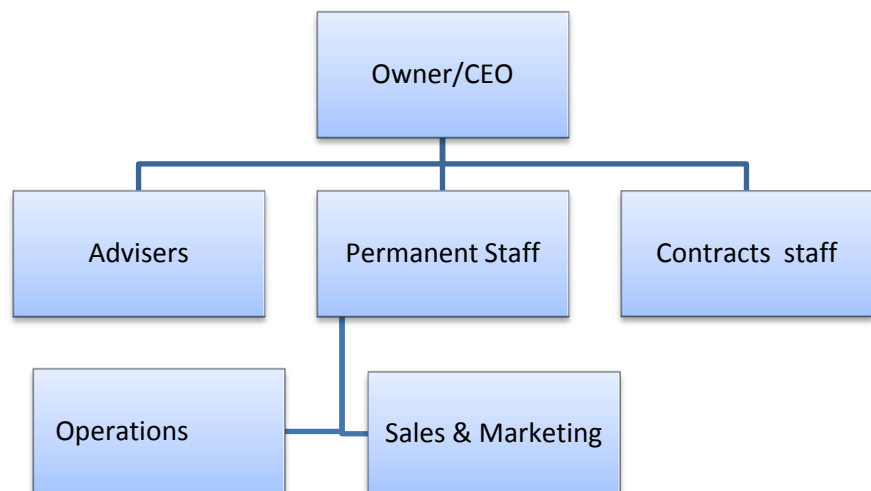 Owner/CEO
Advisers
Permanent Staff
Contracts staff
Operations
Sales & Marketing